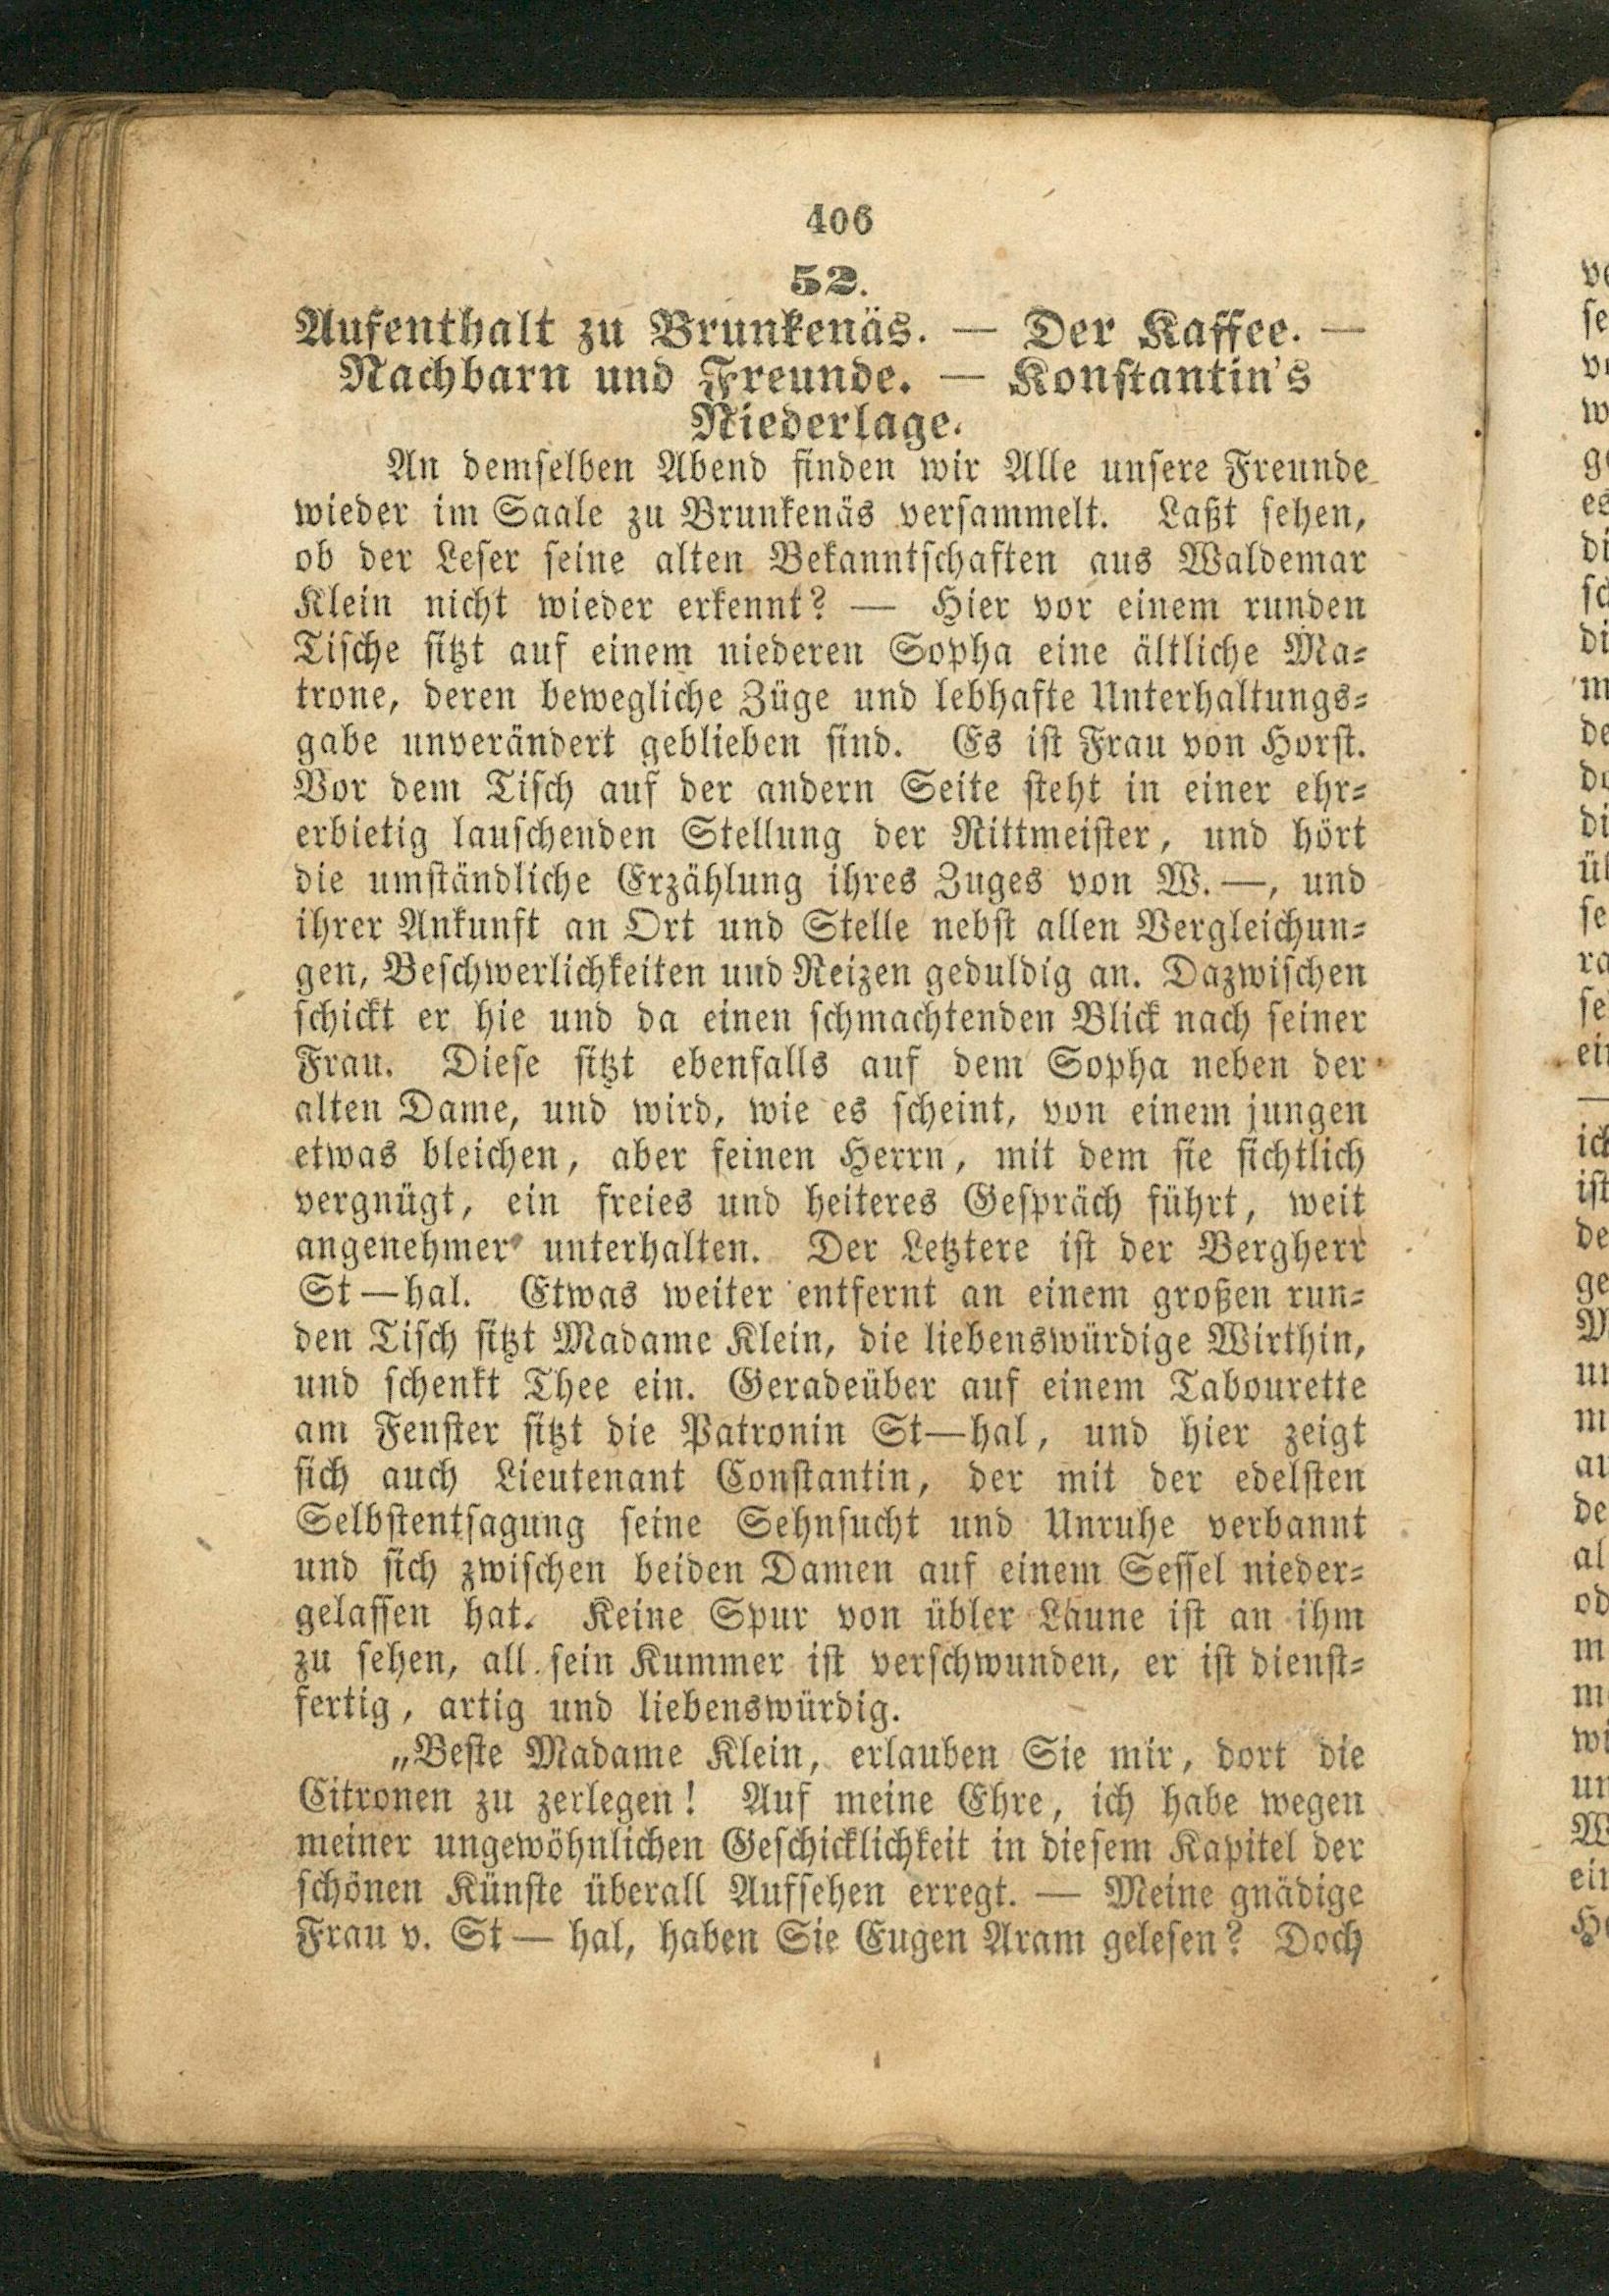 406
52.
Aufenthalt zu Brunkenäs. — Der Kaffee. —
Nachbarn und Freunde. — Konstantin's
Niederlage.
An demselben Abend finden wir Alle unsere Freunde
wieder im Saale zu Brunkenäs versammelt. Laßt sehen,
ob der Leser seine alten Bekanntschaften aus Waldemar
Klein nicht wieder erkennt? — Hier vor einem runden
Tische sitzt auf einem niederen Sopha eine ältliche Ma-
trone, deren bewegliche Züge und lebhafte Unterhaltungs-
gabe unverändert geblieben sind. Es ist Frau von Horst.
Vor dem Tisch auf der andern Seite steht in einer ehr-
erbietig lauschenden Stellung der Rittmeister, und hört
die umständliche Erzählung ihres Zuges von W.—, und
ihrer Ankunft an Ort und Stelle nebst allen Vergleichun-
gen, Beschwerlichkeiten und Reizen geduldig an. Dazwischen
schickt er hie und da einen schmachtenden Blick nach seiner
Frau. Diese sitzt ebenfalls auf dem Sopha neben der
alten Dame, und wird, wie es scheint, von einem jungen
etwas bleichen, aber feinen Herrn, mit dem sie sichtlich
vergnügt, ein freies und heiteres Gespräch führt, weit
angenehmer unterhalten. Der Letztere ist der Bergherr
St—hal. Etwas weiter entfernt an einem großen run-
den Tisch sitzt Madame Klein, die liebenswürdige Wirthin,
und schenkt Thee ein. Geradeüber auf einem Tabourette
am Fenster sitzt die Patronin St—hal, und hier zeigt
sich auch Lieutenant Constantin, der mit der edelsten
Selbstentsagung seine Sehnsucht und Unruhe verbannt
und sich zwischen beiden Damen auf einem Sessel nieder-
gelassen hat. Keine Spur von übler Laune ist an ihm
zu sehen, all sein Kummer ist verschwunden, er ist dienst-
fertig, artig und liebenswürdig.
„Beste Madame Klein, erlauben Sie mir, dort die
Citronen zu zerlegen! Auf meine Ehre, ich habe wegen
meiner ungewöhnlichen Geschicklichkeit in diesem Kapitel der
schönen Künste überall Aufsehen erregt. — Meine gnädige
Frau v. St— hal, haben Sie Eugen Aram gelesen? Doch